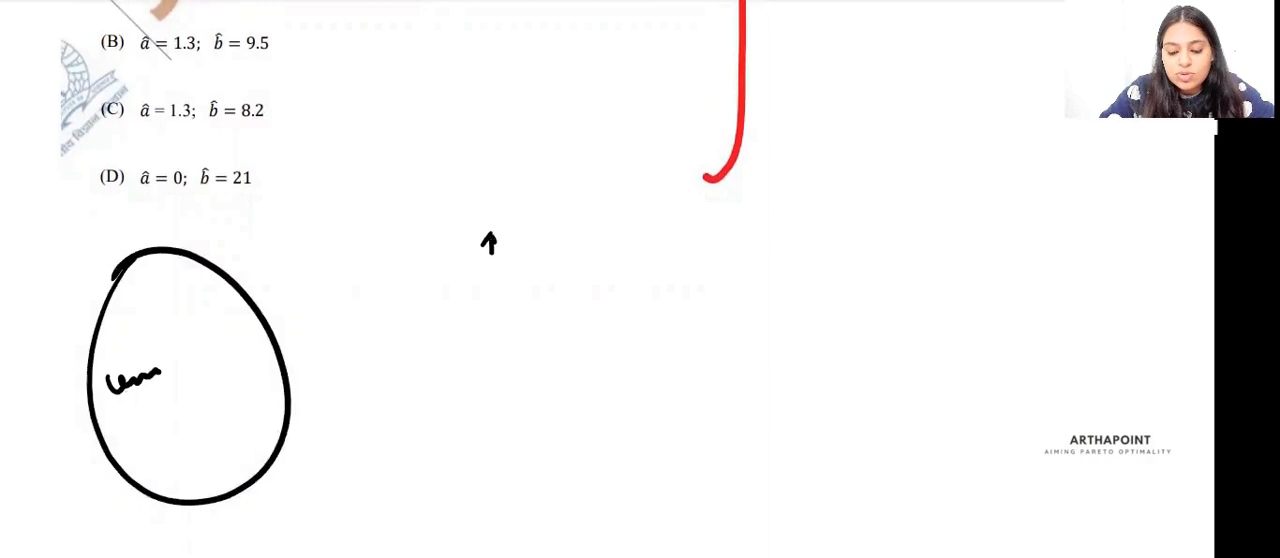 (B) â = 1.3; b̂ = 9.5
(C) â = 1.3; b̂ = 8.2
(D) â = 0; b̂ = 21
ARTHAPOINT
AIMING PARETO OPTIMALITY